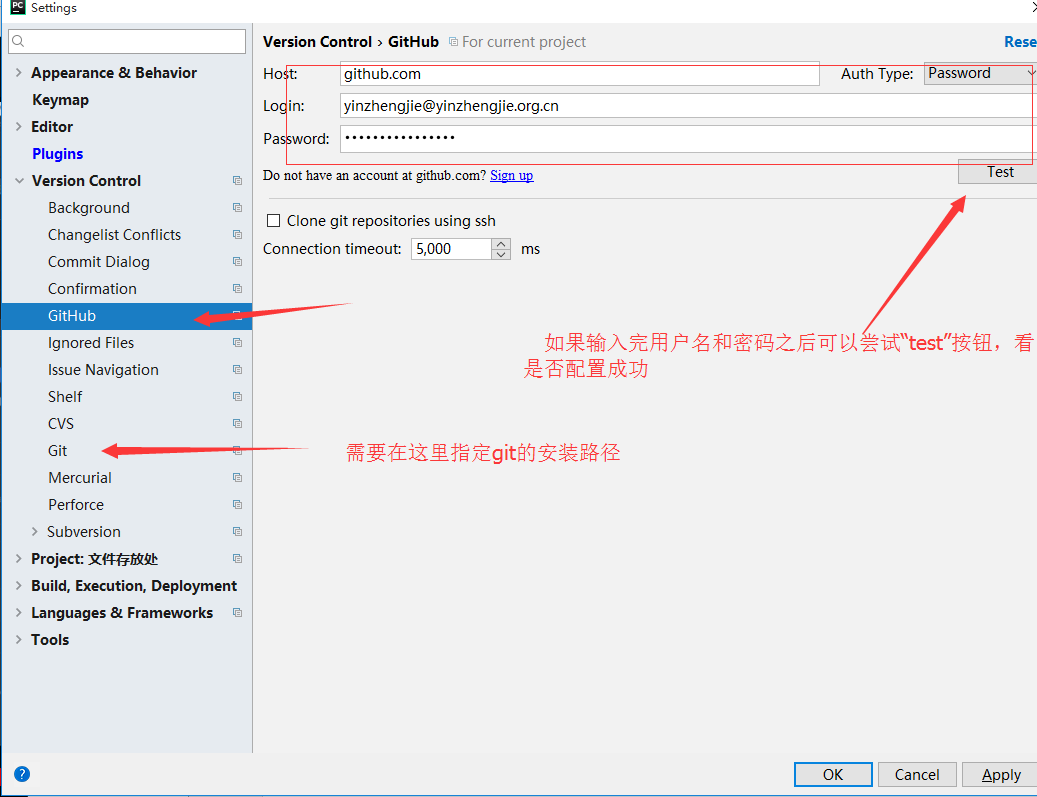 PC Settings
Version Control › GitHub For current project Rese
Appearance & Behavior
Keymap
Editor
Plugins
Version Control
Background
Changelist Conflicts
Commit Dialog
Confirmation
GitHub
Ignored Files
Issue Navigation
Shelf
CVS
Git
Mercurial
Perforce
Subversion
Project: 文件存放处
Build, Execution, Deployment
Languages & Frameworks
Tools
Host: github.com Auth Type: Password
Login: yinzhengjie@yinzhengjie.org.cn
Password: ••••••••••••••••
Do not have an account at github.com? Sign up
Test
Clone git repositories using ssh
Connection timeout: 5,000 ms
如果输入完用户名和密码之后可以尝试“test”按钮，看
是否配置成功
需要在这里指定git的安装路径
? OK Cancel Apply